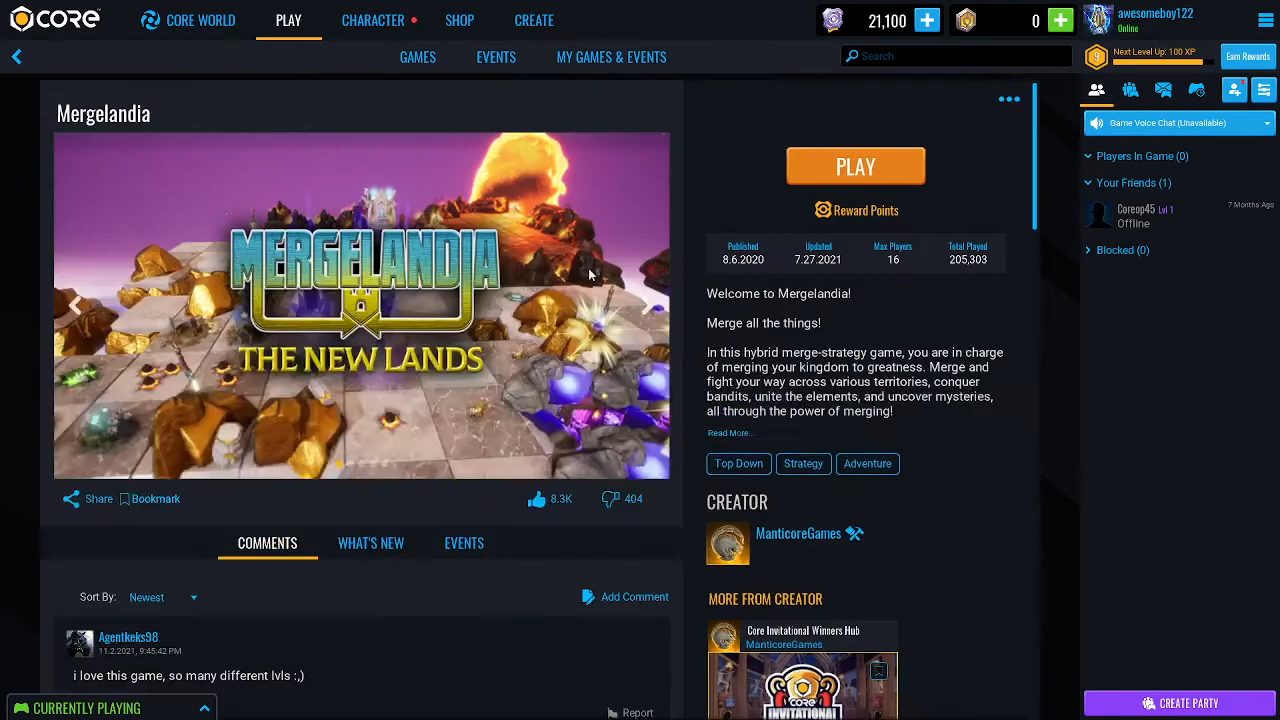 CORE
CORE WORLD
PLAY
CHARACTER
SHOP
CREATE
21,100
0
awesomeboy122
Online
GAMES
EVENTS
MY GAMES & EVENTS
Search
9
Next Level Up: 100 XP
Earn Rewards
Mergelandia
MERGELANDIA
THE NEW LANDS
Share
Bookmark
8.3K
404
COMMENTS
WHAT'S NEW
EVENTS
Sort By:
Newest
Add Comment
Agentkeks98
11.2.2021, 9:45:42 PM
i love this game, so many different lvls :,)
Report
CURRENTLY PLAYING
PLAY
Reward Points
Published
Updated
Max Players
Total Played
8.6.2020
7.27.2021
16
205,303
Welcome to Mergelandia!
Merge all the things!
In this hybrid merge-strategy game, you are in charge
of merging your kingdom to greatness. Merge and
fight your way across various territories, conquer
bandits, unite the elements, and uncover mysteries,
all through the power of merging!
Read More...
Top Down
Strategy
Adventure
CREATOR
ManticoreGames
MORE FROM CREATOR
Core Invitational Winners Hub
ManticoreGames
CORE
INVITATIONAL
Game Voice Chat (Unavailable)
Players In Game (0)
Your Friends (1)
Coreop45 Lvl 1
7 Months Ago
Offline
Blocked (0)
CREATE PARTY